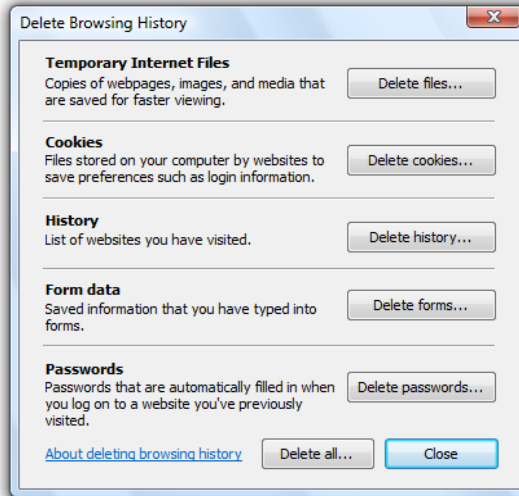 Delete Browsing History
Temporary Internet Files
Copies of webpages, images, and media that
are saved for faster viewing.
Delete files...
Cookies
Files stored on your computer by websites to
save preferences such as login information.
Delete cookies...
History
List of websites you have visited.
Delete history...
Form data
Saved information that you have typed into
forms.
Delete forms...
Passwords
Passwords that are automatically filled in when
you log on to a website you've previously
visited.
Delete passwords...
About deleting browsing history
Delete all...
Close